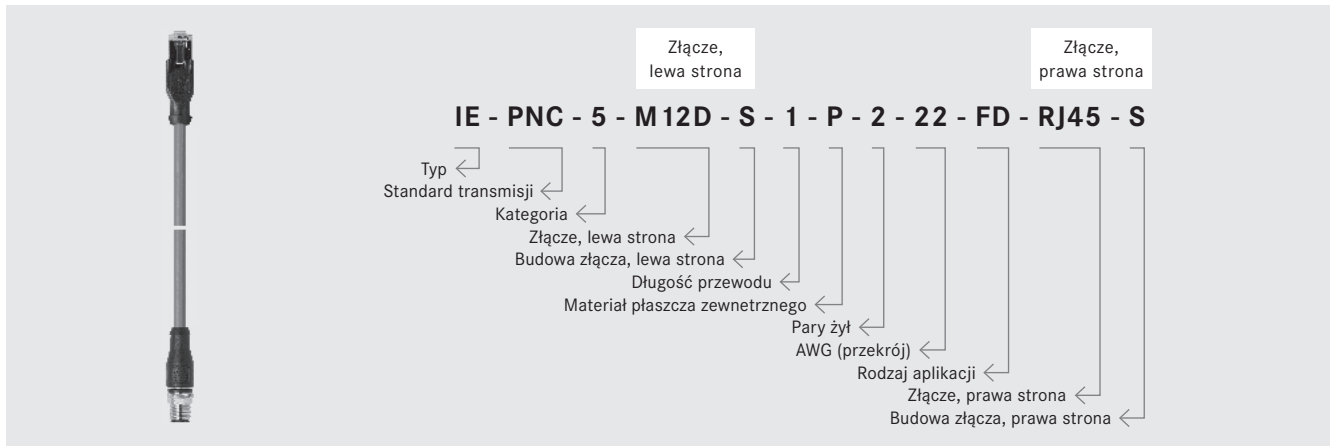 Złącze,
lewa strona
Złącze,
prawa strona
IE - PNC - 5 - M12D - S - 1 - P - 2 - 22 - FD - RJ45 - S
Typ
Standard transmisji
Kategoria
Złącze, lewa strona
Budowa złącza, lewa strona
Długość przewodu
Materiał płaszcza zewnetrznego
Pary żył
AWG (przekrój)
Rodzaj aplikacji
Złącze, prawa strona
Budowa złącza, prawa strona